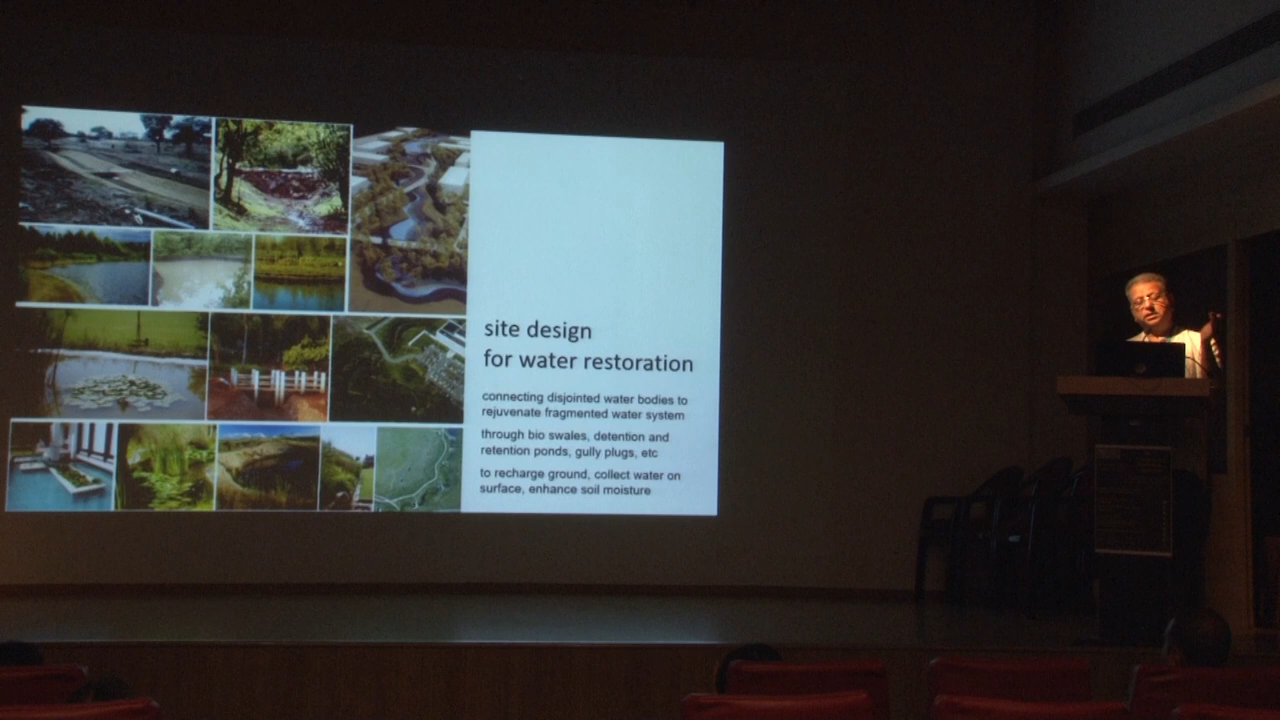 site design
for water restoration
connecting disjointed water bodies to
rejuvenate fragmented water system
through bio swales, detention and
retention ponds, gully plugs, etc
to recharge ground, collect water on
surface, enhance soil moisture